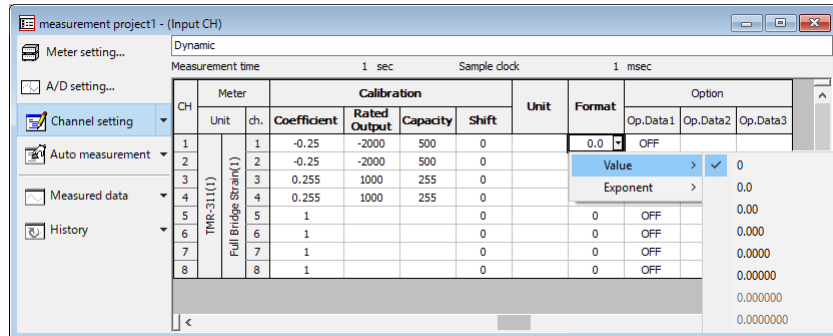 measurement project1 - (Input CH)
Meter setting...
A/D setting...
Channel setting
Auto measurement
Measured data
History
Dynamic
Measurement time 1 sec Sample clock 1 msec
CH Meter Calibration Unit Format Option
Unit ch. Coefficient Rated Output Capacity Shift Op.Data1 Op.Data2 Op.Data3
TMR-311(1)
Full Bridge Strain(1)
1 1 -0.25 -2000 500 0 0.0 OFF
2 2 -0.25 -2000 500 0
3 3 0.255 1000 255 0
4 4 0.255 1000 255 0
5 5 1 0 0 OFF
6 6 1 0 0 OFF
7 7 1 0 0 OFF
8 8 1 0 0 OFF
Value >
Exponent >
0
0.0
0.00
0.000
0.0000
0.00000
0.000000
0.0000000